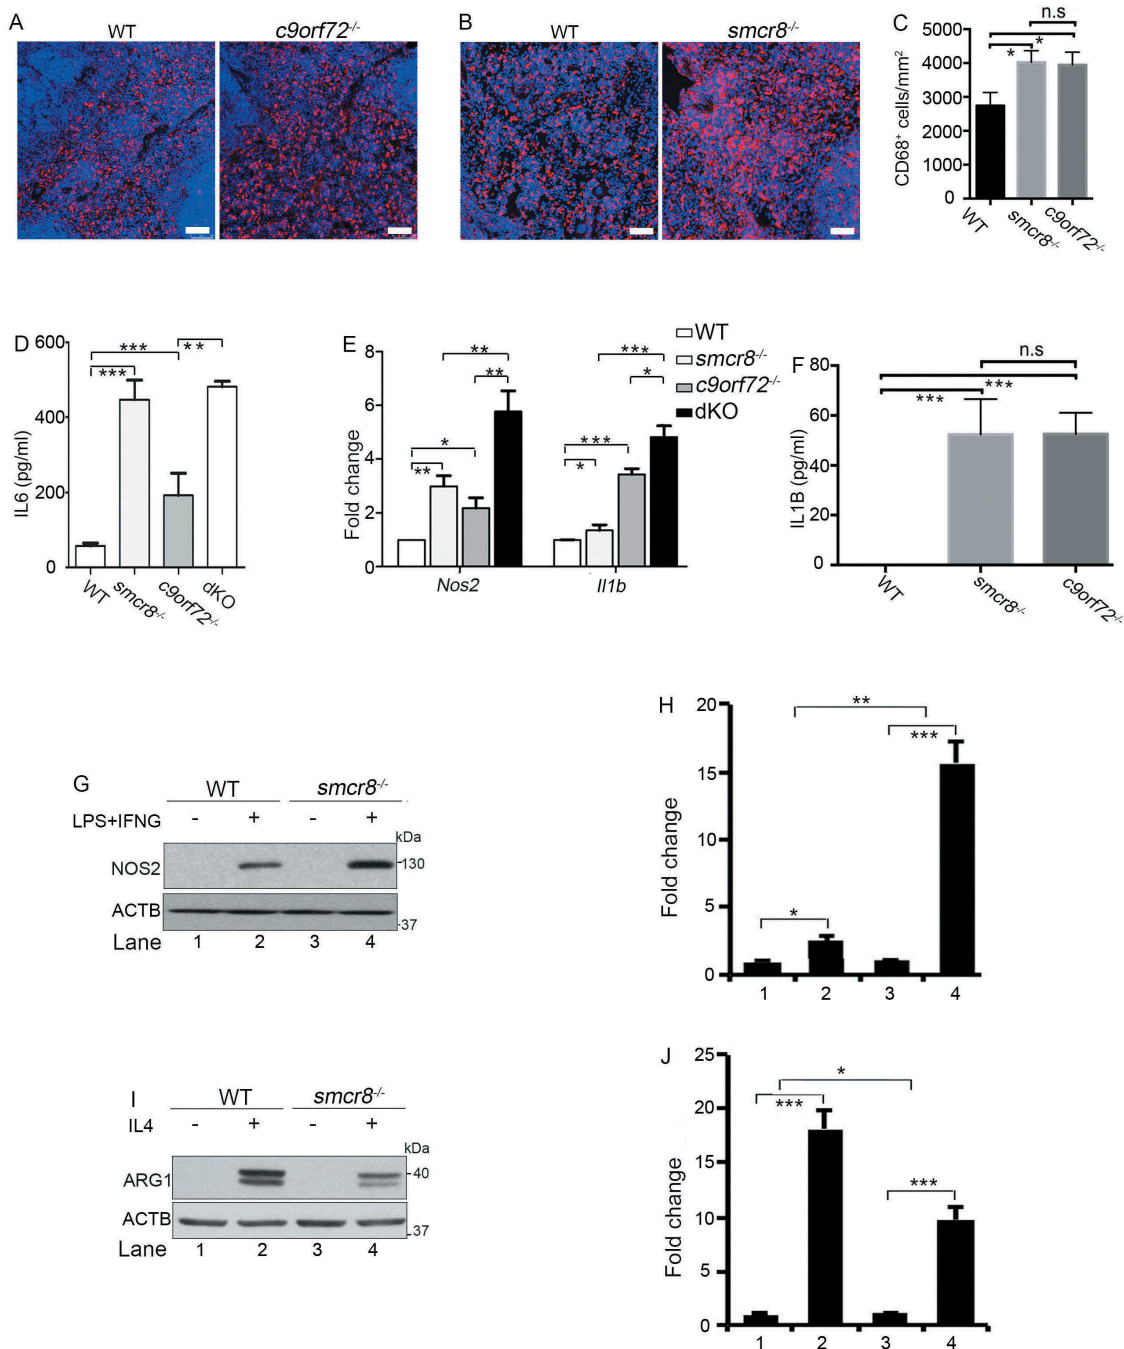 A WT c9orf72-/-
B WT smcr8-/-
C
n.s
* *
CD68+ cells/mm2
5000
4000
3000
2000
1000
0
WT smcr8-/- c9orf72-/-
D
IL6 (pg/ml)
600
400
200
0
*** **
***
WT smcr8-/- c9orf72-/- dKO
E
Fold change
8
6
4
2
0
** ***
** *
* ***
** *
Nos2 Il1b
WT
smcr8-/-
c9orf72-/-
dKO
F
IL1B (pg/ml)
80
60
40
20
0
n.s
***
***
WT smcr8-/- c9orf72-/-
G
WT smcr8-/-
LPS+IFNG - + - +
kDa
NOS2 -130
ACTB
-37
Lane 1 2 3 4
H
Fold change
20
15
10
5
0
**
***
*
1 2 3 4
I
WT smcr8-/-
IL4 - + - +
kDa
ARG1 -40
ACTB
-37
Lane 1 2 3 4
J
Fold change
25
20
15
10
5
0
*
***
***
1 2 3 4